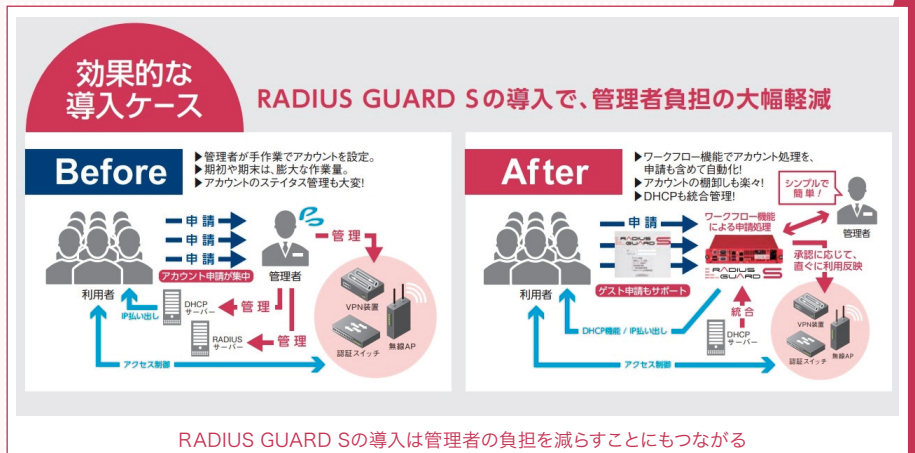 効果的な
導入ケース
RADIUS GUARD Sの導入で、管理者負担の大幅軽減
Before
▶管理者が手作業でアカウントを設定。
▶期初や期末は、膨大な作業量。
▶アカウントのステイタス管理も大変!
申請
申請
申請
アカウント申請が集中
利用者
管理者
管理
IP払い出し
DHCP
サーバー
管理
RADIUS
サーバー
管理
VPN装置
認証スイッチ
無線AP
アクセス制御
After
▶ワークフロー機能でアカウント処理を、
申請も含めて自動化!
▶アカウントの棚卸しも楽々!
▶DHCPも統合管理!
シンプルで
簡単!
管理者
申請
ワークフロー機能
による申請処理
RADIUS
GUARD S
ゲスト申請もサポート
RADIUS
GUARD S
承認に応じて、
直ぐに利用反映
利用者
統合
DHCP機能 / IP払い出し
DHCP
サーバー
VPN装置
認証スイッチ
無線AP
アクセス制御
RADIUS GUARD Sの導入は管理者の負担を減らすことにもつながる